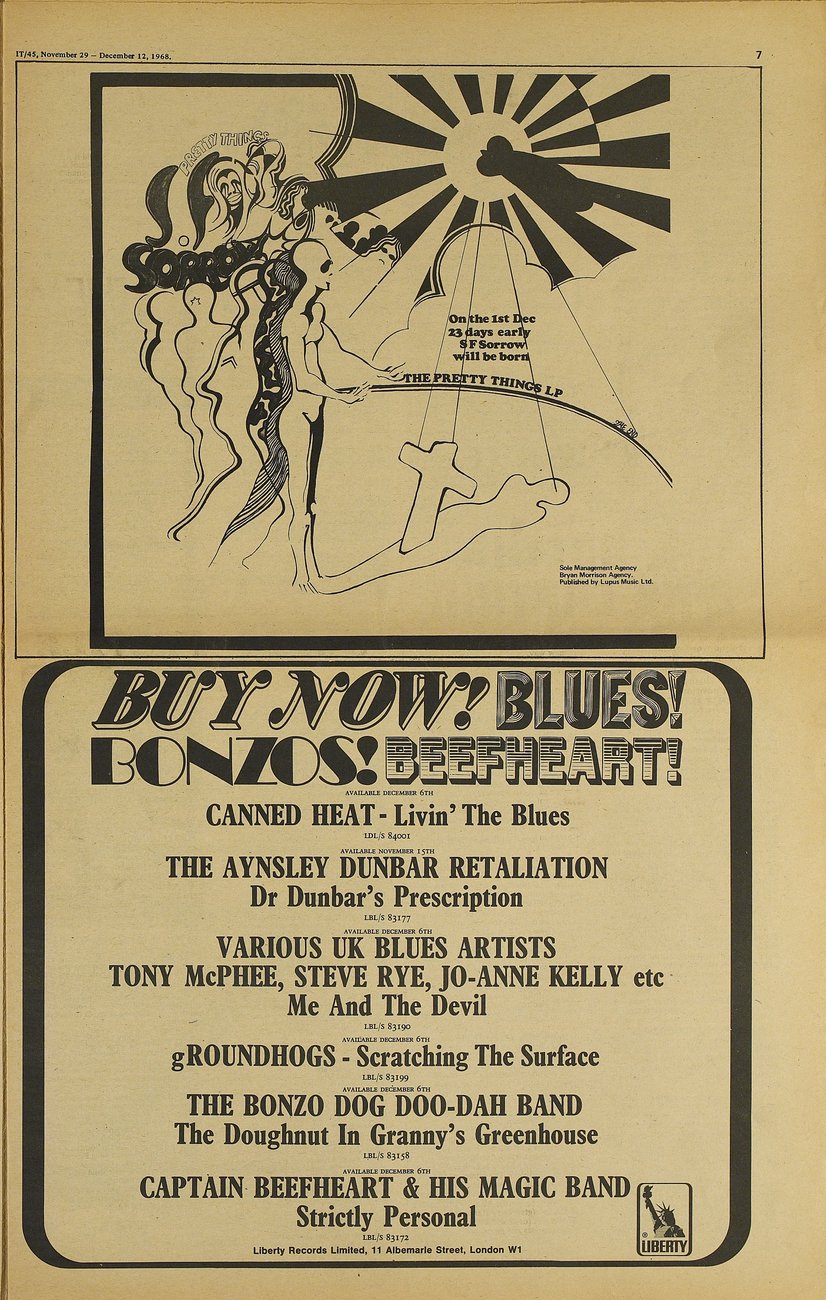 IT/45, November 29 – December 12, 1968.
7
PRETTY THINGS
S.F.
SORROW
On the 1st Dec
23 days early
S F Sorrow
will be born
THE PRETTY THINGS LP
Sole Management Agency
Bryan Morrison Agency.
Published by Lupus Music Ltd.
BUY NOW! BLUES!
BONZOS! BEEFHEART!
AVAILABLE DECEMBER 6TH
CANNED HEAT - Livin' The Blues
LDL/S 84001
AVAILABLE NOVEMBER 15TH
THE AYNSLEY DUNBAR RETALIATION
Dr Dunbar's Prescription
LBL/S 83177
AVAILABLE DECEMBER 6TH
VARIOUS UK BLUES ARTISTS
TONY McPHEE, STEVE RYE, JO-ANNE KELLY etc
Me And The Devil
LBL/S 83190
AVAILABLE DECEMBER 6TH
gROUNDHOGS - Scratching The Surface
LBL/S 83199
AVAILABLE DECEMBER 6TH
THE BONZO DOG DOO-DAH BAND
The Doughnut In Granny's Greenhouse
LBL/S 83158
AVAILABLE DECEMBER 6TH
CAPTAIN BEEFHEART & HIS MAGIC BAND
Strictly Personal
LBL/S 83172
Liberty Records Limited, 11 Albemarle Street, London W1
® LIBERTY